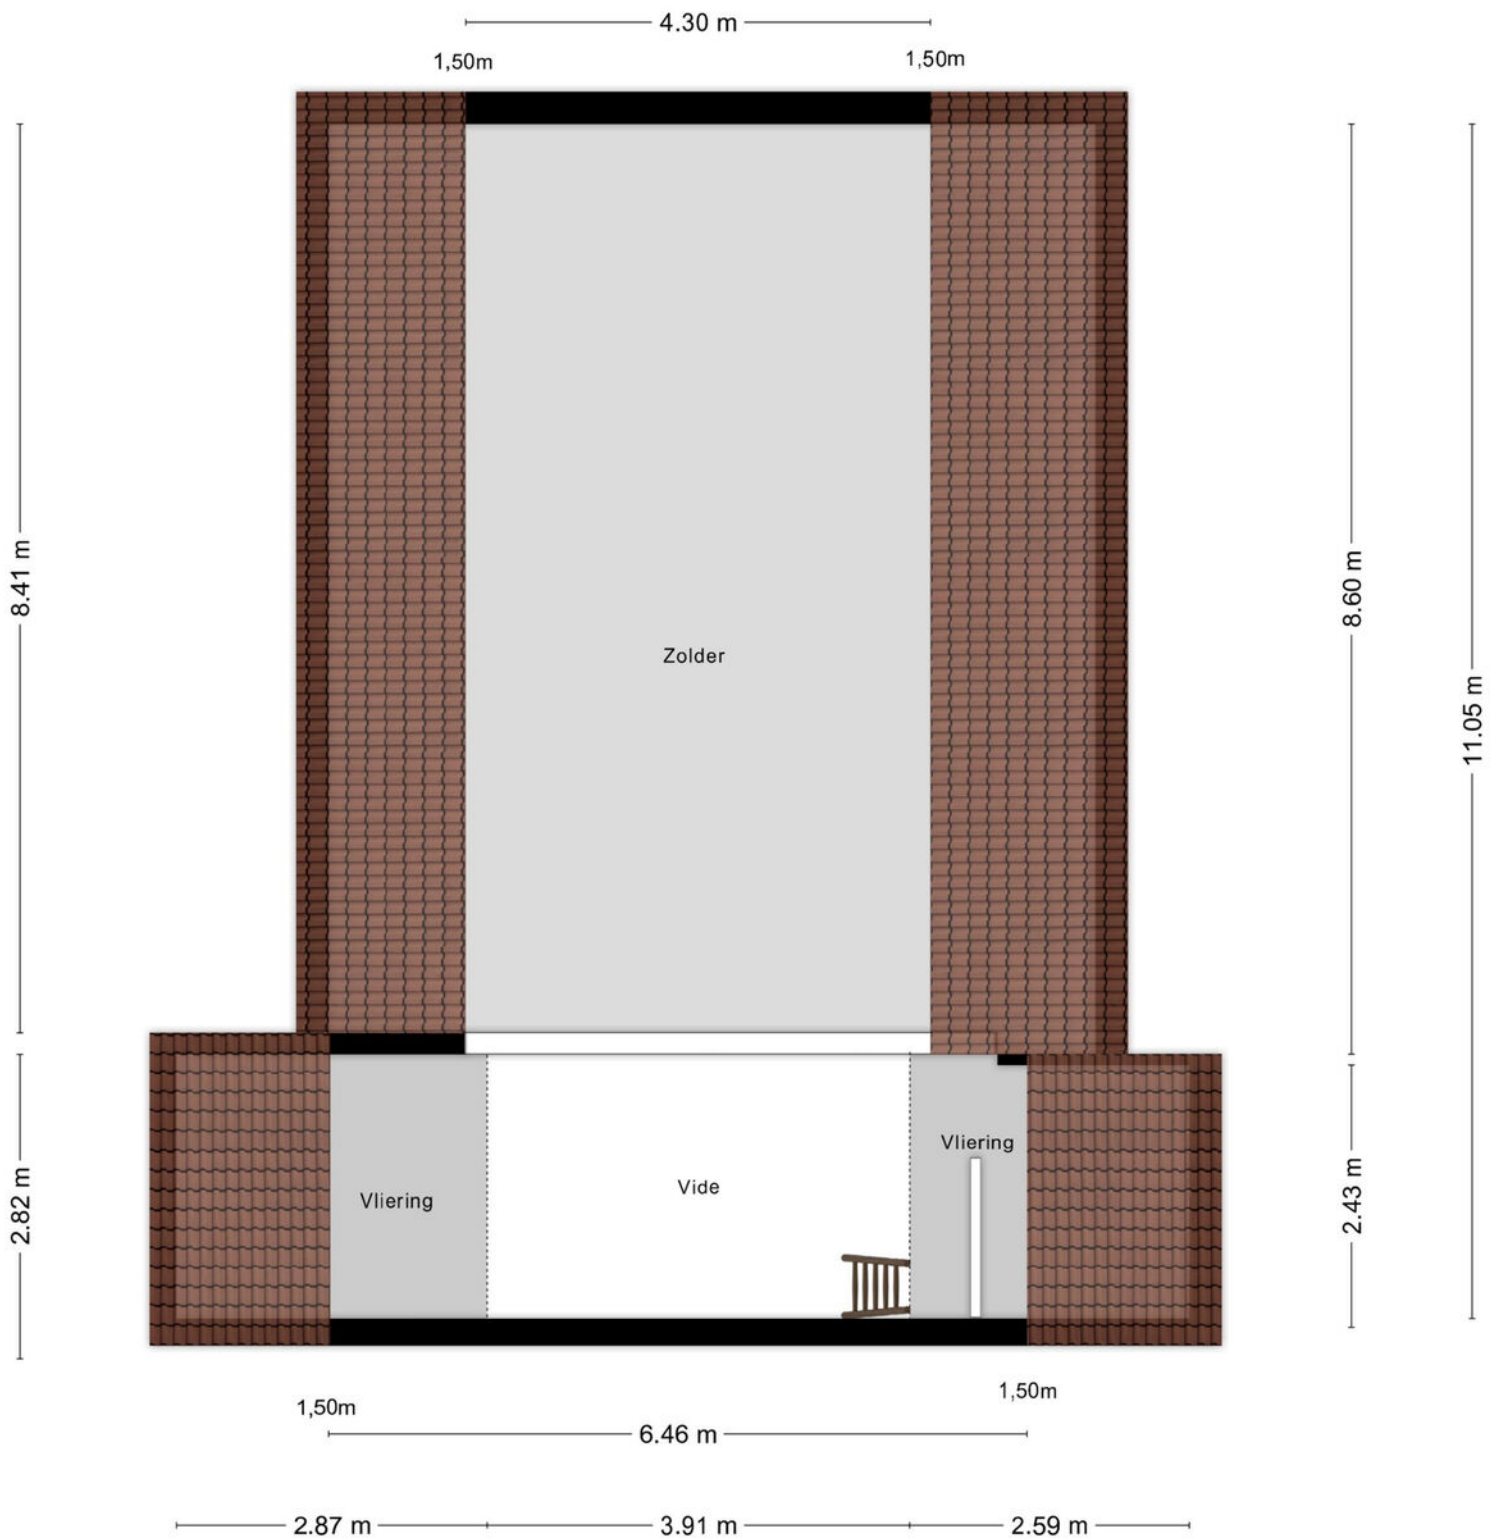 4.30 m
1,50m
1,50m
8.41 m
8.60 m
11.05 m
Zolder
Vliering
Vide
Vliering
2.82 m
2.43 m
1,50m
1,50m
6.46 m
2.87 m
3.91 m
2.59 m